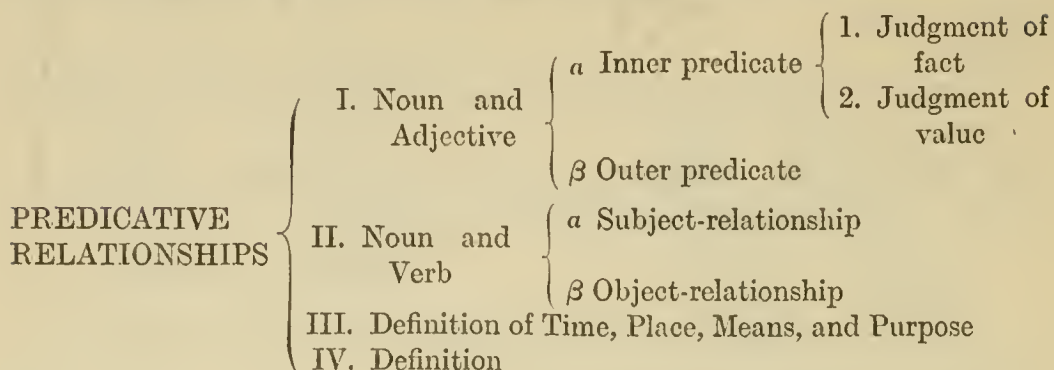 1. Judgment of
α Inner predicate
fact
I. Noun and
2. Judgment of
Adjective
value
β Outer predicate
PREDICATIVE
α Subject-relationship
II. Noun and
RELATIONSHIPS
Verb
β Object-relationship
III. Definition of Time, Place, Means, and Purpose
IV. Definition